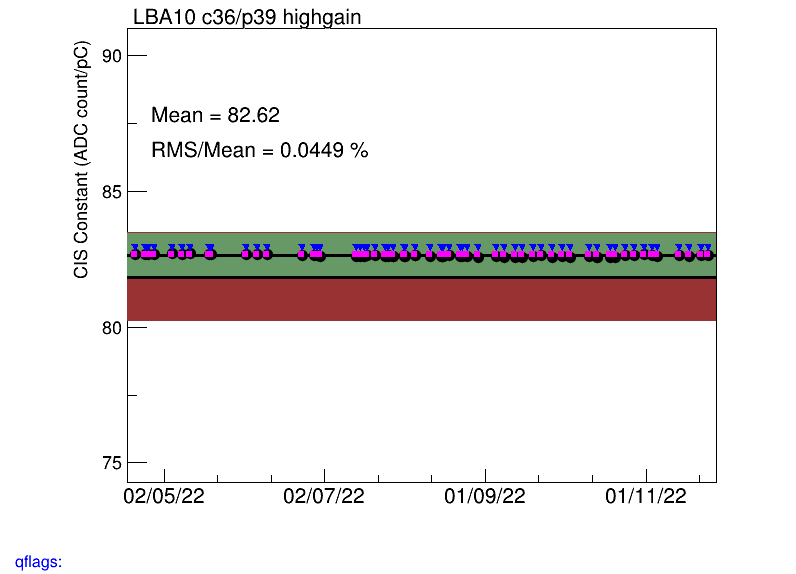 LBA10 c36/p39 highgain
CIS Constant (ADC count/pC)
90
Mean = 82.62
RMS/Mean = 0.0449 %
85
80
75
02/05/22 02/07/22 01/09/22 01/11/22
qflags: